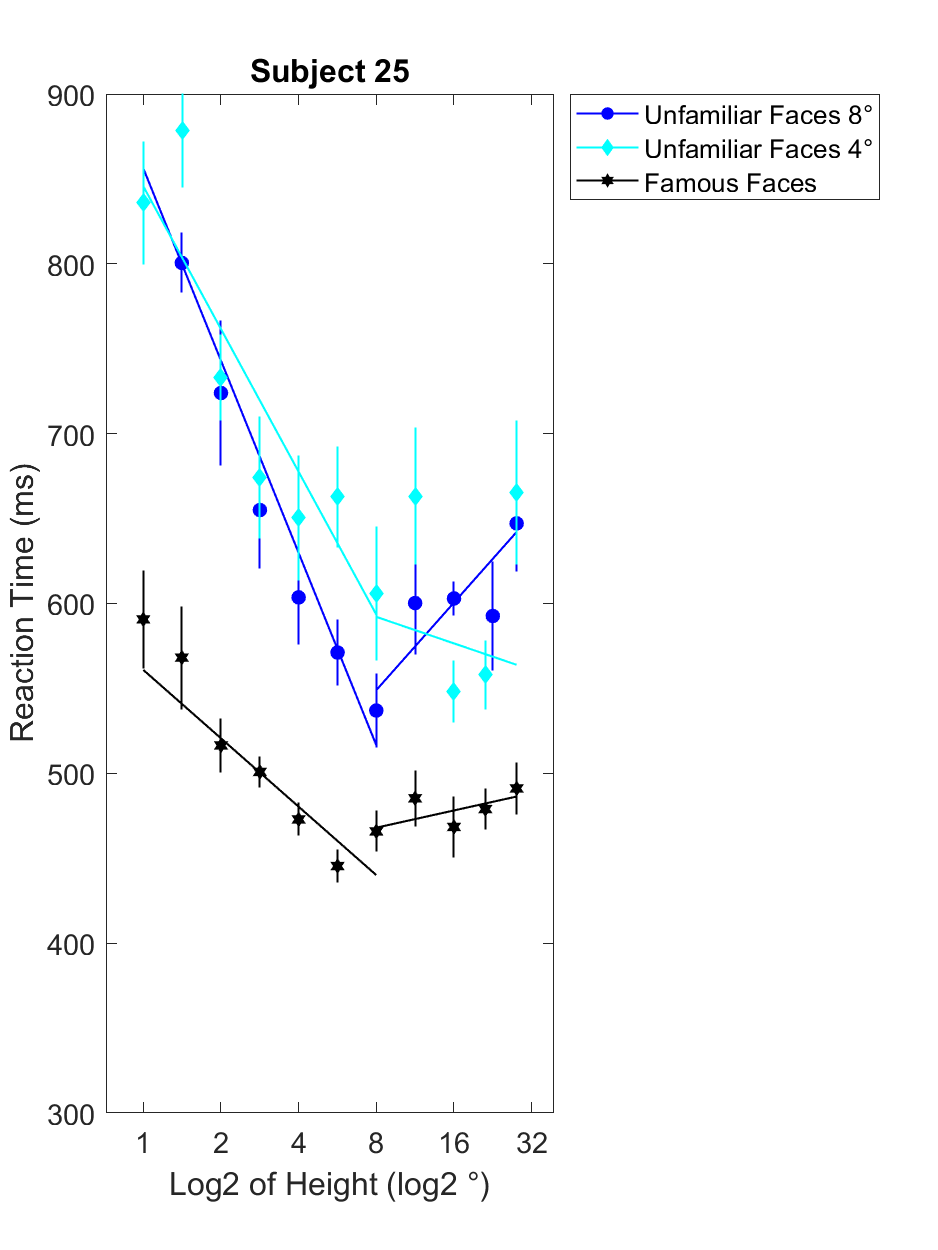 Subject 25
900
800
700
600
500
400
300
Reaction Time (ms)
1 2 4 8 16 32
Log2 of Height (log2 °)
Unfamiliar Faces 8°
Unfamiliar Faces 4°
Famous Faces